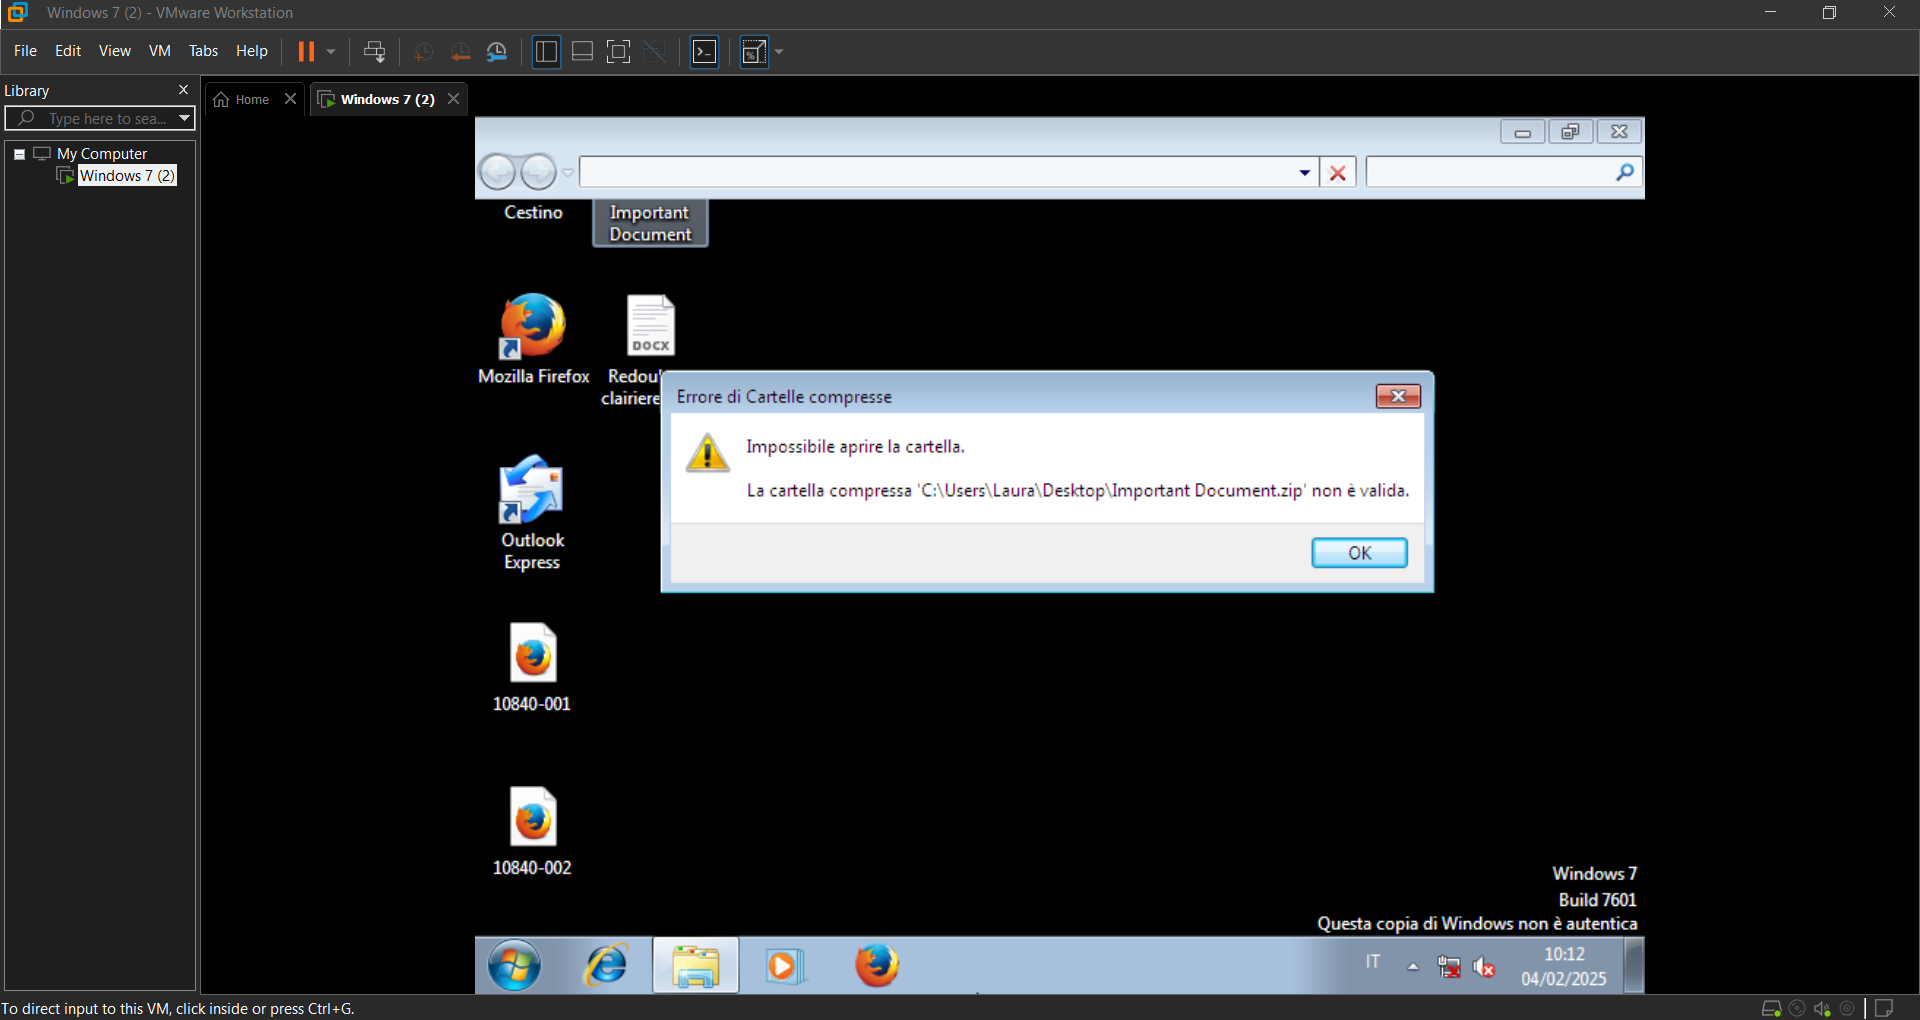 Windows 7 (2) - VMware Workstation
File Edit View VM Tabs Help
Library
Home
Windows 7 (2)
Type here to sea...
My Computer
Windows 7 (2)
Cestino
Important
Document
Mozilla Firefox
DOCX
Redou
clairiere
Errore di Cartelle compresse
Impossibile aprire la cartella.
La cartella compressa 'C:\Users\Laura\Desktop\Important Document.zip' non è valida.
OK
Outlook
Express
10840-001
10840-002
Windows 7
Build 7601
Questa copia di Windows non è autentica
IT
10:12
04/02/2025
To direct input to this VM, click inside or press Ctrl+G.